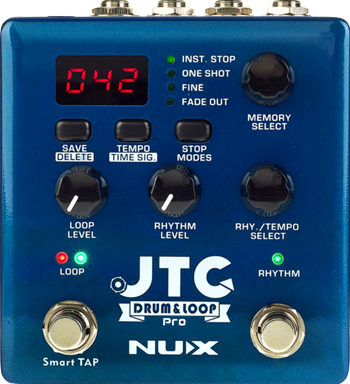 042
INST. STOP
ONE SHOT
FINE
FADE OUT
MEMORY
SELECT
SAVE
DELETE
TEMPO
TIME SIG.
STOP
MODES
LOOP
LEVEL
RHYTHM
LEVEL
RHY./TEMPO
SELECT
LOOP
JTC
DRUM&LOOP
Pro
RHYTHM
Smart TAP
NUX